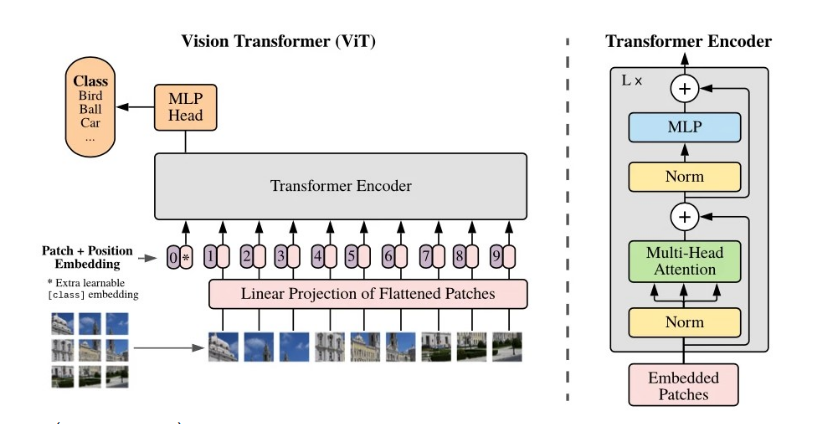 Vision Transformer (ViT)
Class
Bird
Ball
Car
...
MLP
Head
Transformer Encoder
Patch + Position
Embedding
* Extra learnable
[class] embedding
0 * 1 2 3 4 5 6 7 8 9
Linear Projection of Flattened Patches
Transformer Encoder
L x
+
MLP
Norm
+
Multi-Head
Attention
Norm
Embedded
Patches